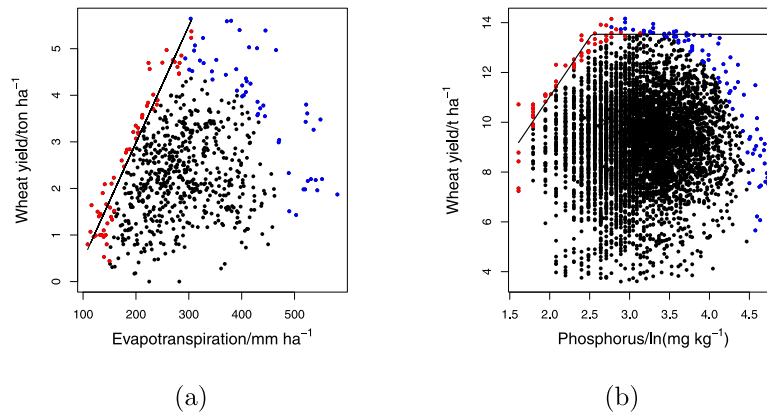 Wheat yield/ton ha⁻¹
5
4
3
2
1
0
100 200 300 400 500
Evapotranspiration/mm ha⁻¹
(a)
Wheat yield/t ha⁻¹
14
12
10
8
6
4
1.5 2.0 2.5 3.0 3.5 4.0 4.5
Phosphorus/ln(mg kg⁻¹)
(b)